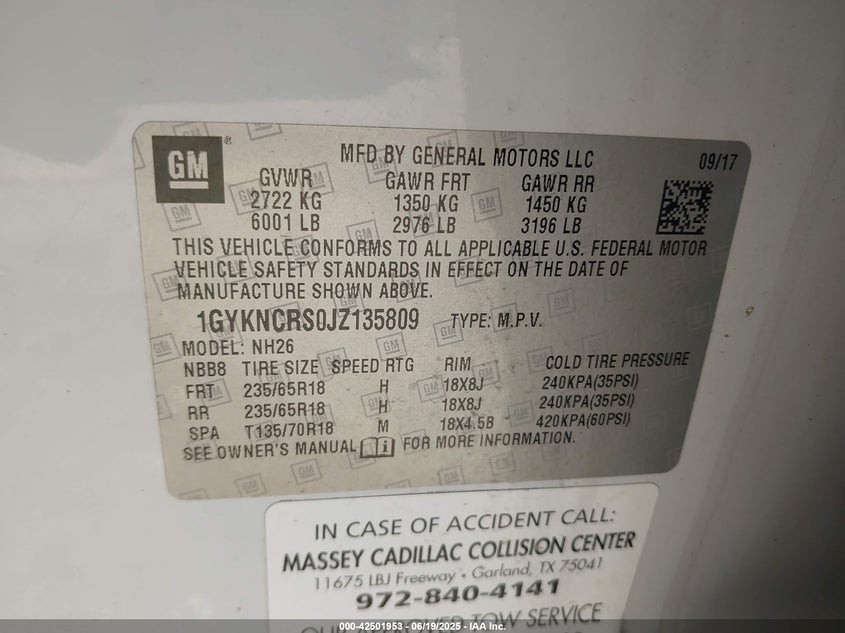 GM
MFD BY GENERAL MOTORS LLC 09/17
GVWR GAWR FRT GAWR RR
2722 KG 1350 KG 1450 KG
6001 LB 2976 LB 3196 LB
THIS VEHICLE CONFORMS TO ALL APPLICABLE U.S. FEDERAL MOTOR
VEHICLE SAFETY STANDARDS IN EFFECT ON THE DATE OF
MANUFACTURE SHOWN ABOVE.
1GYKNCRS0JZ135809 TYPE: M.P.V.
MODEL: NH26
NBB8 TIRE SIZE SPEED RTG RIM COLD TIRE PRESSURE
FRT 235/65R18 H 18X8J 240KPA(35PSI)
RR 235/65R18 H 18X8J 240KPA(35PSI)
SPA T135/70R18 M 18X4.5B 420KPA(60PSI)
SEE OWNER'S MANUAL FOR MORE INFORMATION.
IN CASE OF ACCIDENT CALL:
MASSEY CADILLAC COLLISION CENTER
11675 LBJ Freeway • Garland, TX 75041
972-840-4141
TOW SERVICE
000-42501953 - 06/19/2025 - IAA Inc.